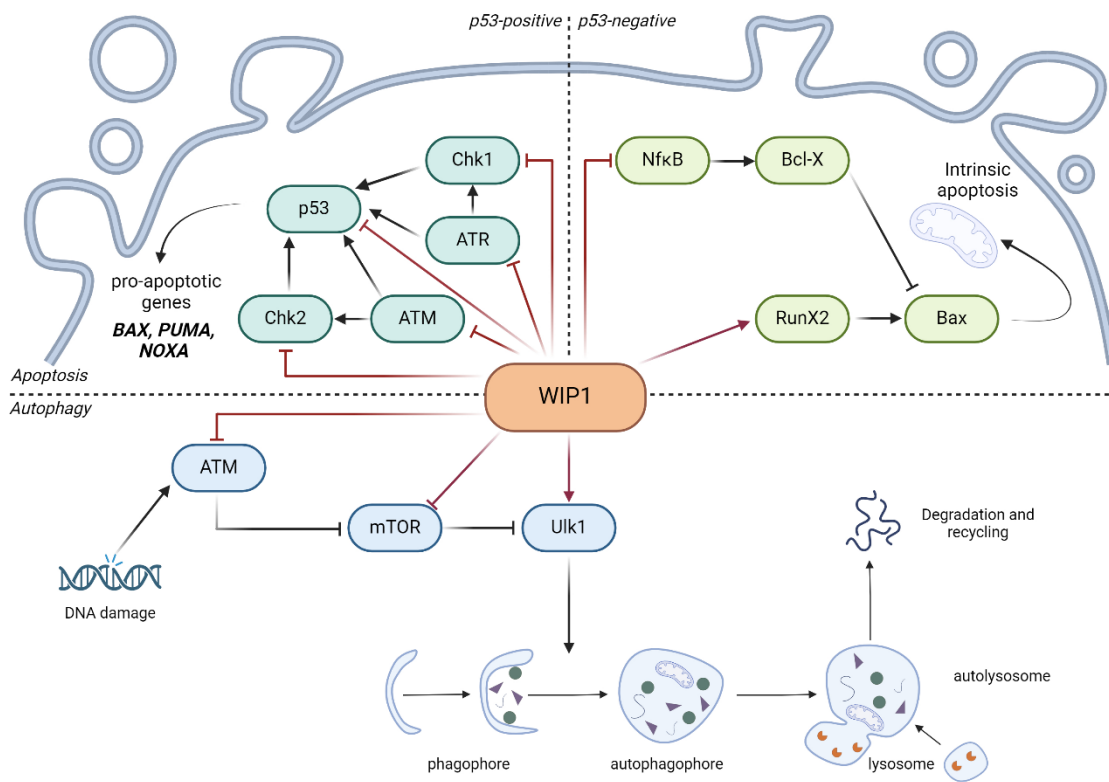 p53-positive
p53-negative
Chk1
NfκB
Bcl-X
Intrinsic
apoptosis
p53
ATR
pro-apoptotic
genes
BAX, PUMA,
NOXA
Chk2
ATM
RunX2
Bax
Apoptosis
WIP1
Autophagy
ATM
mTOR
Ulk1
Degradation and
recycling
DNA damage
autolysosome
phagophore
autophagophore
lysosome